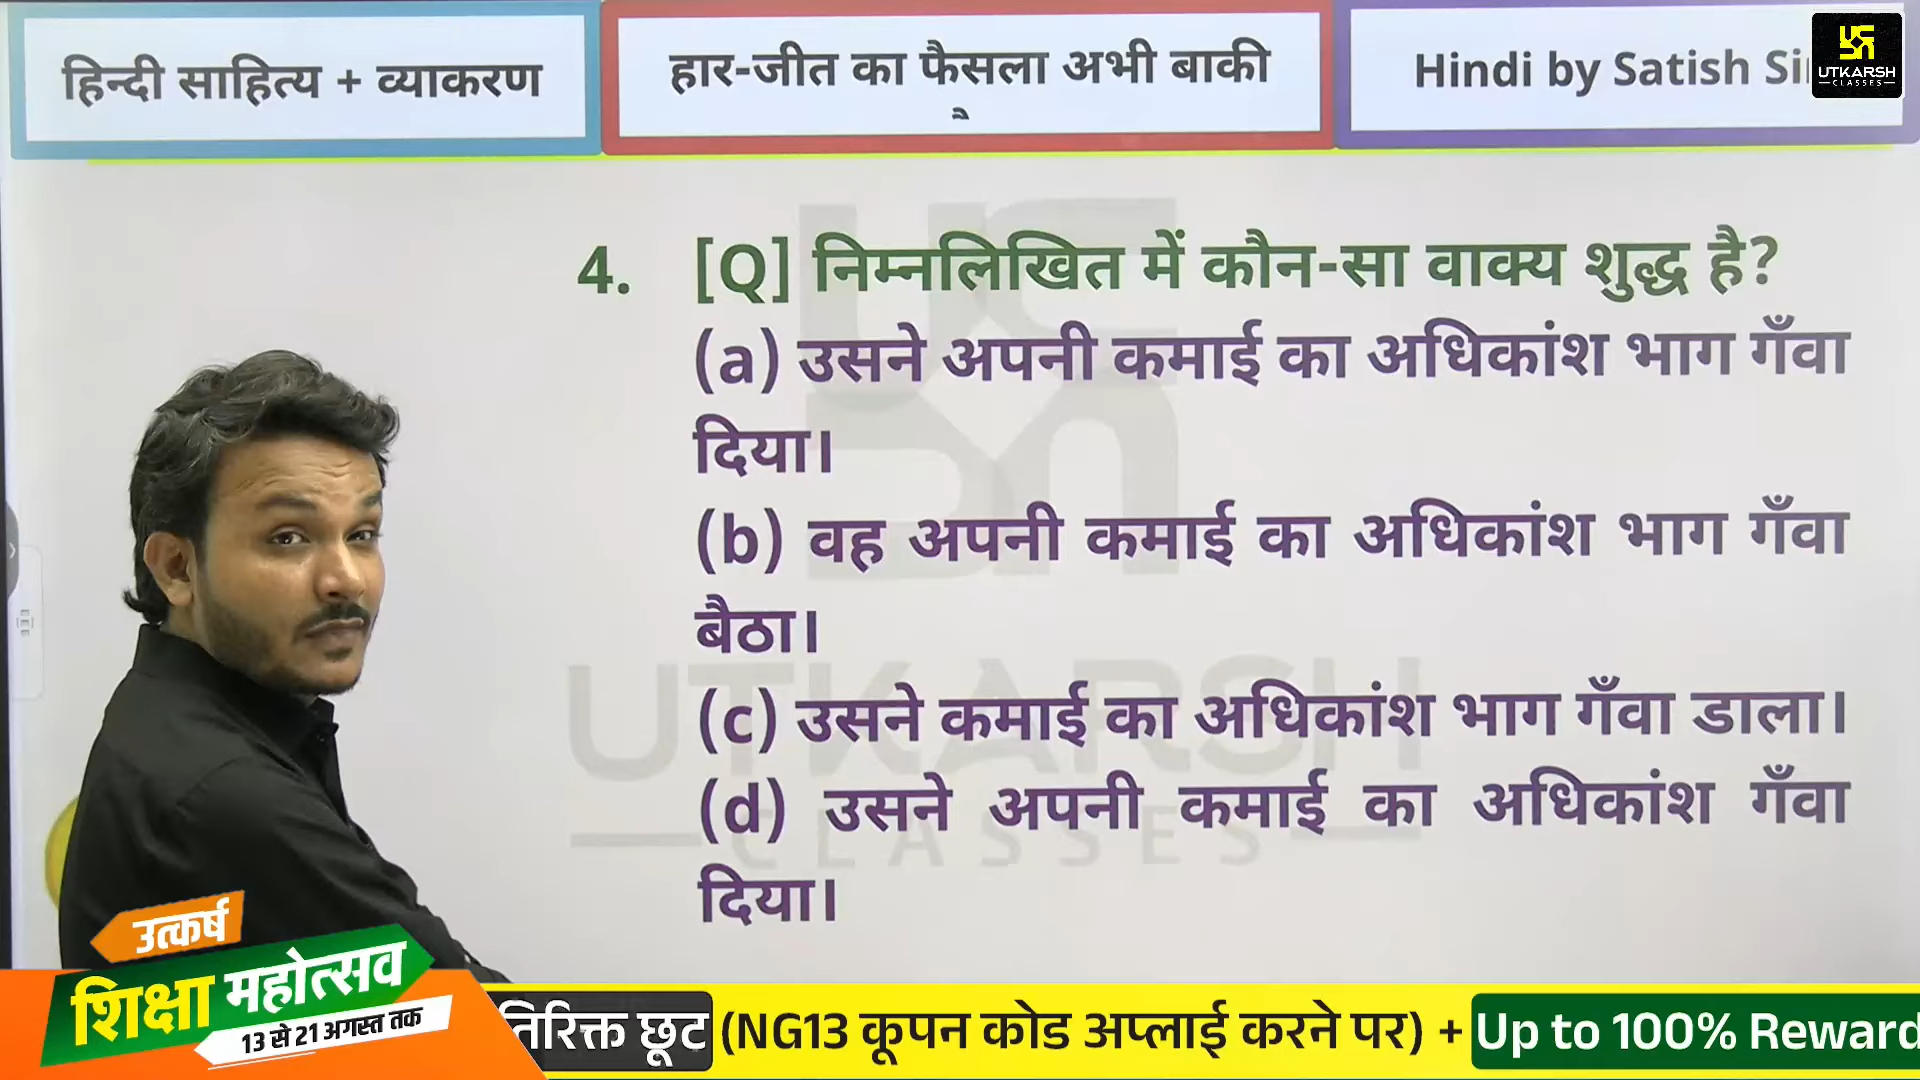 हिन्दी साहित्य + व्याकरण
हार-जीत का फैसला अभी बाकी
Hindi by Satish
UTKARSH
CLASSES
4. [Q] निम्नलिखित में कौन-सा वाक्य शुद्ध है?
(a) उसने अपनी कमाई का अधिकांश भाग गँवा
दिया।
(b) वह अपनी कमाई का अधिकांश भाग गँवा
बैठा।
(c) उसने कमाई का अधिकांश भाग गँवा डाला।
(d) उसने अपनी कमाई का अधिकांश गँवा
दिया।
UTKARSH
CLASSES
उत्कर्ष
शिक्षा महोत्सव
13 से 21 अगस्त तक
छूट (NG13 कूपन कोड अप्लाई करने पर) + Up to 100% Reward